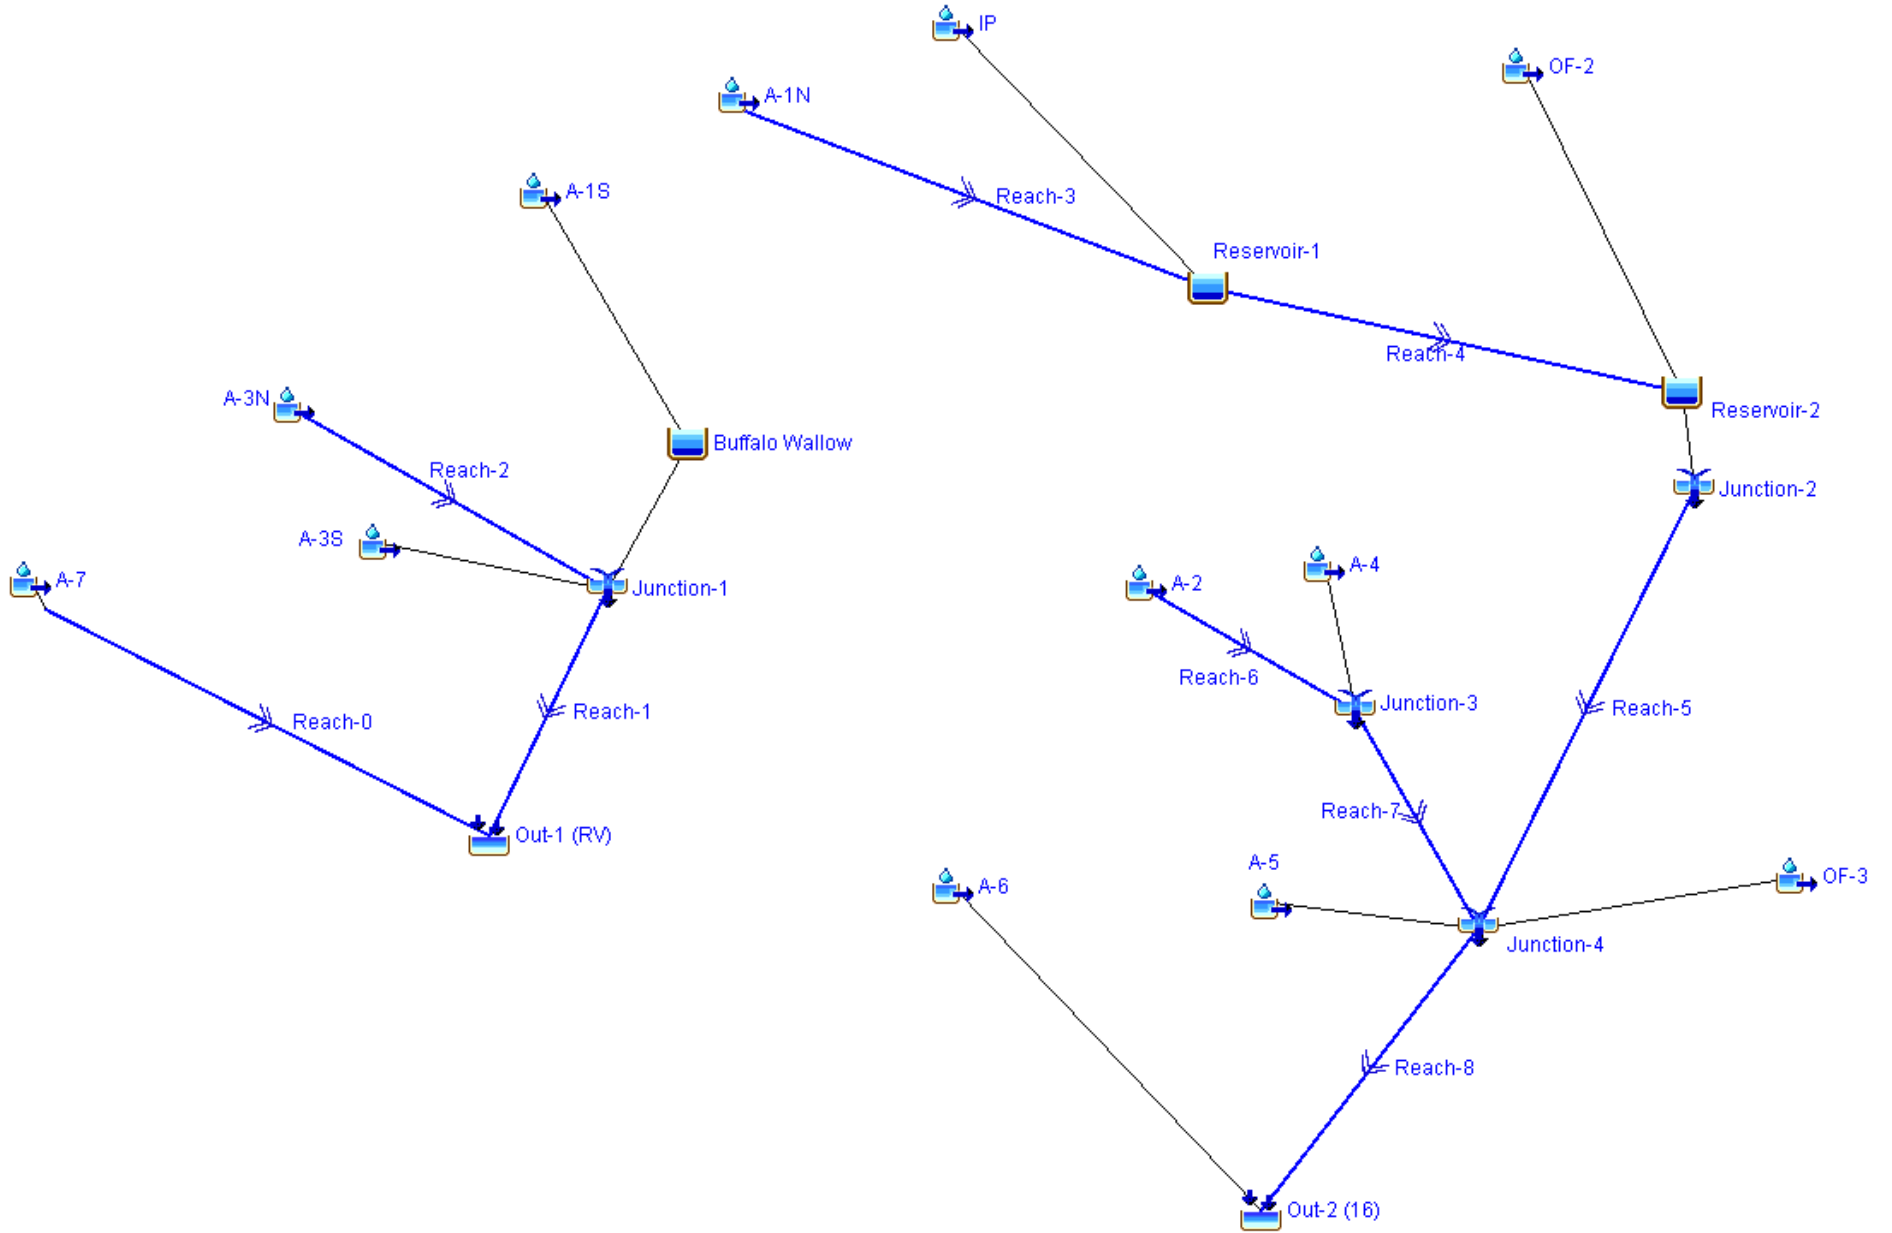 IP
OF-2
A-1N
A-1S
Reach-3
Reservoir-1
Reach-4
A-3N
Reservoir-2
Buffalo Wallow
Reach-2
Junction-2
A-3S
A-7
Junction-1
A-4
A-2
Reach-6
Junction-3
Reach-0
Reach-1
Reach-5
Reach-7
Out-1 (RV)
A-5
A-6
OF-3
Junction-4
Reach-8
Out-2 (16)